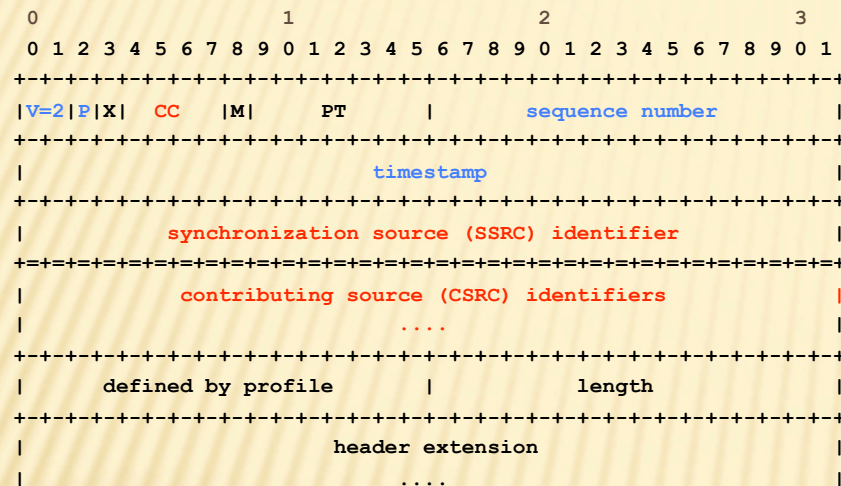 0                   1                   2                   3
0 1 2 3 4 5 6 7 8 9 0 1 2 3 4 5 6 7 8 9 0 1 2 3 4 5 6 7 8 9 0 1
+-+-+-+-+-+-+-+-+-+-+-+-+-+-+-+-+-+-+-+-+-+-+-+-+-+-+-+-+-+-+-+-+
|V=2|P|X|  CC   |M|     PT      |       sequence number         |
+-+-+-+-+-+-+-+-+-+-+-+-+-+-+-+-+-+-+-+-+-+-+-+-+-+-+-+-+-+-+-+-+
|                           timestamp                           |
+-+-+-+-+-+-+-+-+-+-+-+-+-+-+-+-+-+-+-+-+-+-+-+-+-+-+-+-+-+-+-+-+
|           synchronization source (SSRC) identifier            |
+=+=+=+=+=+=+=+=+=+=+=+=+=+=+=+=+=+=+=+=+=+=+=+=+=+=+=+=+=+=+=+=+
|            contributing source (CSRC) identifiers             |
|                             ....                              |
+-+-+-+-+-+-+-+-+-+-+-+-+-+-+-+-+-+-+-+-+-+-+-+-+-+-+-+-+-+-+-+-+
|      defined by profile       |           length              |
+-+-+-+-+-+-+-+-+-+-+-+-+-+-+-+-+-+-+-+-+-+-+-+-+-+-+-+-+-+-+-+-+
|                        header extension                       |
|                             ....                              |